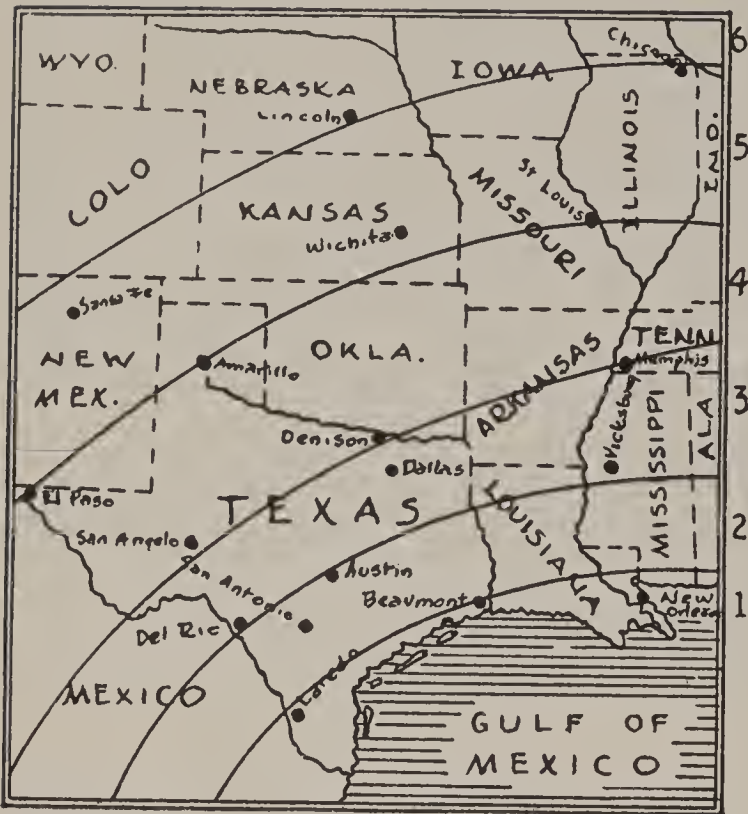 WYO.
NEBRASKA
Lincoln
IOWA
Chicago
6
5
COLO
KANSAS
Wichita
MISSOURI
St Louis
ILLINOIS
IND.
4
Santa Fe
NEW
MEX.
Amarillo
OKLA.
ARKANSAS
TENN
Memphis
3
Denison
Dallas
Vicksburg
MISSISSIPPI
ALA
El Paso
TEXAS
LOUISIANA
2
San Angelo
San Antonio
Austin
Beaumont
New
Orleans
1
Del Rio
MEXICO
Laredo
GULF OF
MEXICO